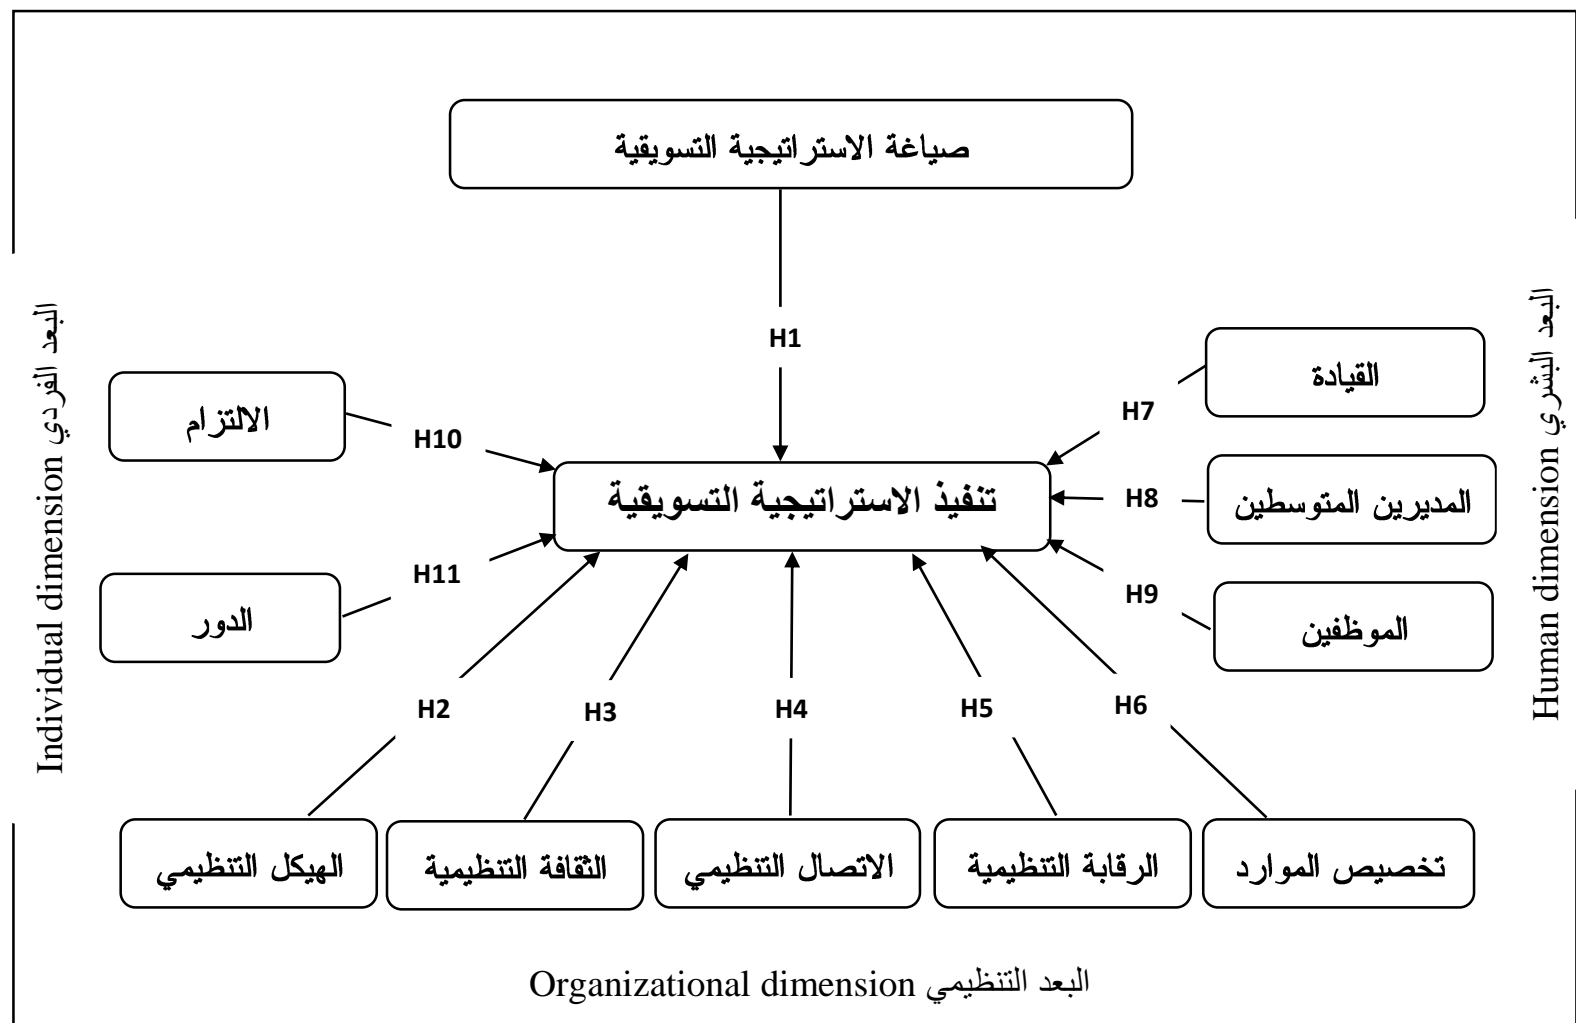 صياغة الاستراتيجية التسويقية
H1
القيادة
H7
الالتزام
H10
المديرين المتوسطين
H8
تنفيذ الاستراتيجية التسويقية
الموظفين
H9
الدور
H11
البعد البشري Human dimension
البعد الفردي Individual dimension
H2
H3
H4
H5
H6
الهيكل التنظيمي
الثقافة التنظيمية
الاتصال التنظيمي
الرقابة التنظيمية
تخصيص الموارد
البعد التنظيمي Organizational dimension